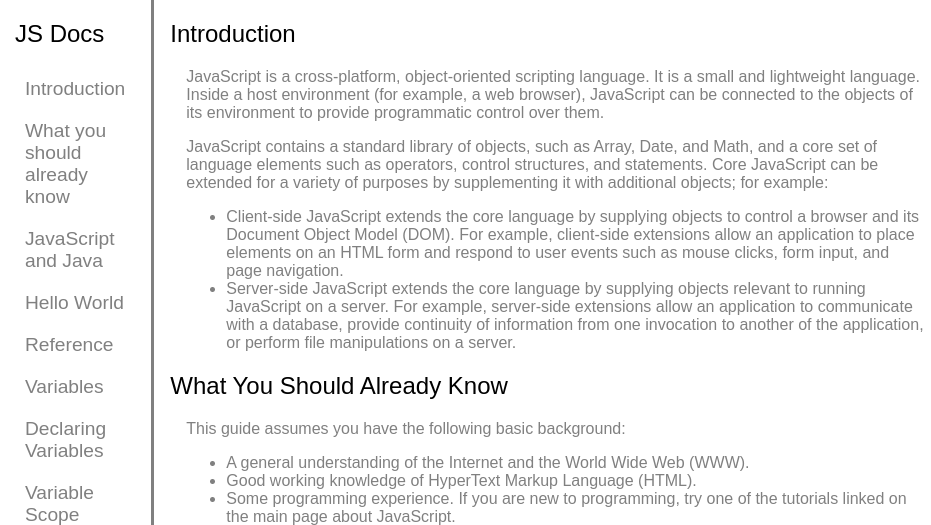 JS Docs
Introduction
What you
should
already
know
JavaScript
and Java
Hello World
Reference
Variables
Declaring
Variables
Variable
Scope
Introduction
JavaScript is a cross-platform, object-oriented scripting language. It is a small and lightweight language.
Inside a host environment (for example, a web browser), JavaScript can be connected to the objects of
its environment to provide programmatic control over them.
JavaScript contains a standard library of objects, such as Array, Date, and Math, and a core set of
language elements such as operators, control structures, and statements. Core JavaScript can be
extended for a variety of purposes by supplementing it with additional objects; for example:
• Client-side JavaScript extends the core language by supplying objects to control a browser and its
Document Object Model (DOM). For example, client-side extensions allow an application to place
elements on an HTML form and respond to user events such as mouse clicks, form input, and
page navigation.
• Server-side JavaScript extends the core language by supplying objects relevant to running
JavaScript on a server. For example, server-side extensions allow an application to communicate
with a database, provide continuity of information from one invocation to another of the application,
or perform file manipulations on a server.
What You Should Already Know
This guide assumes you have the following basic background:
• A general understanding of the Internet and the World Wide Web (WWW).
• Good working knowledge of HyperText Markup Language (HTML).
• Some programming experience. If you are new to programming, try one of the tutorials linked on
the main page about JavaScript.